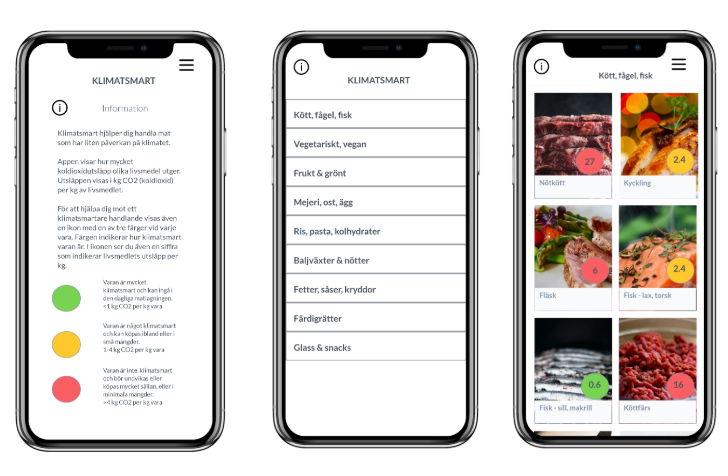 KLIMATSMART
i
Information
Klimatsmart hjälper dig handla mat
som har liten påverkan på klimatet.
Appen visar hur mycket
koldioxidutsläpp olika livsmedel utger.
Utsläppen visas i kg CO2 (koldioxid)
per kg av livsmedlet.
För att hjälpa dig mot ett
klimatsmartare handlande visas även
en ikon med en av tre färger vid varje
vara. Färgen indikerar hur klimatsmart
varan är. I ikonen ser du även en siffra
som indikerar livsmedlets utsläpp per
kg.
Varan är mycket
klimatsmart och kan ingå i
den dagliga matlagningen.
<1 kg CO2 per kg vara
Varan är något klimatsmart
och kan köpas ibland eller i
små mängder.
1-4 kg CO2 per kg vara
Varan är inte klimatsmart
och bör undvikas eller
köpas mycket sällan, eller i
minimala mängder.
>4 kg CO2 per kg vara
i
KLIMATSMART
Kött, fågel, fisk
Vegetariskt, vegan
Frukt & grönt
Mejeri, ost, ägg
Ris, pasta, kolhydrater
Baljväxter & nötter
Fetter, såser, kryddor
Färdigrätter
Glass & snacks
i
Kött, fågel, fisk
27
2.4
Nötkött
Kyckling
6
2.4
Fläsk
Fisk - lax, torsk
0.6
16
Fisk - sill, makrill
Köttfärs